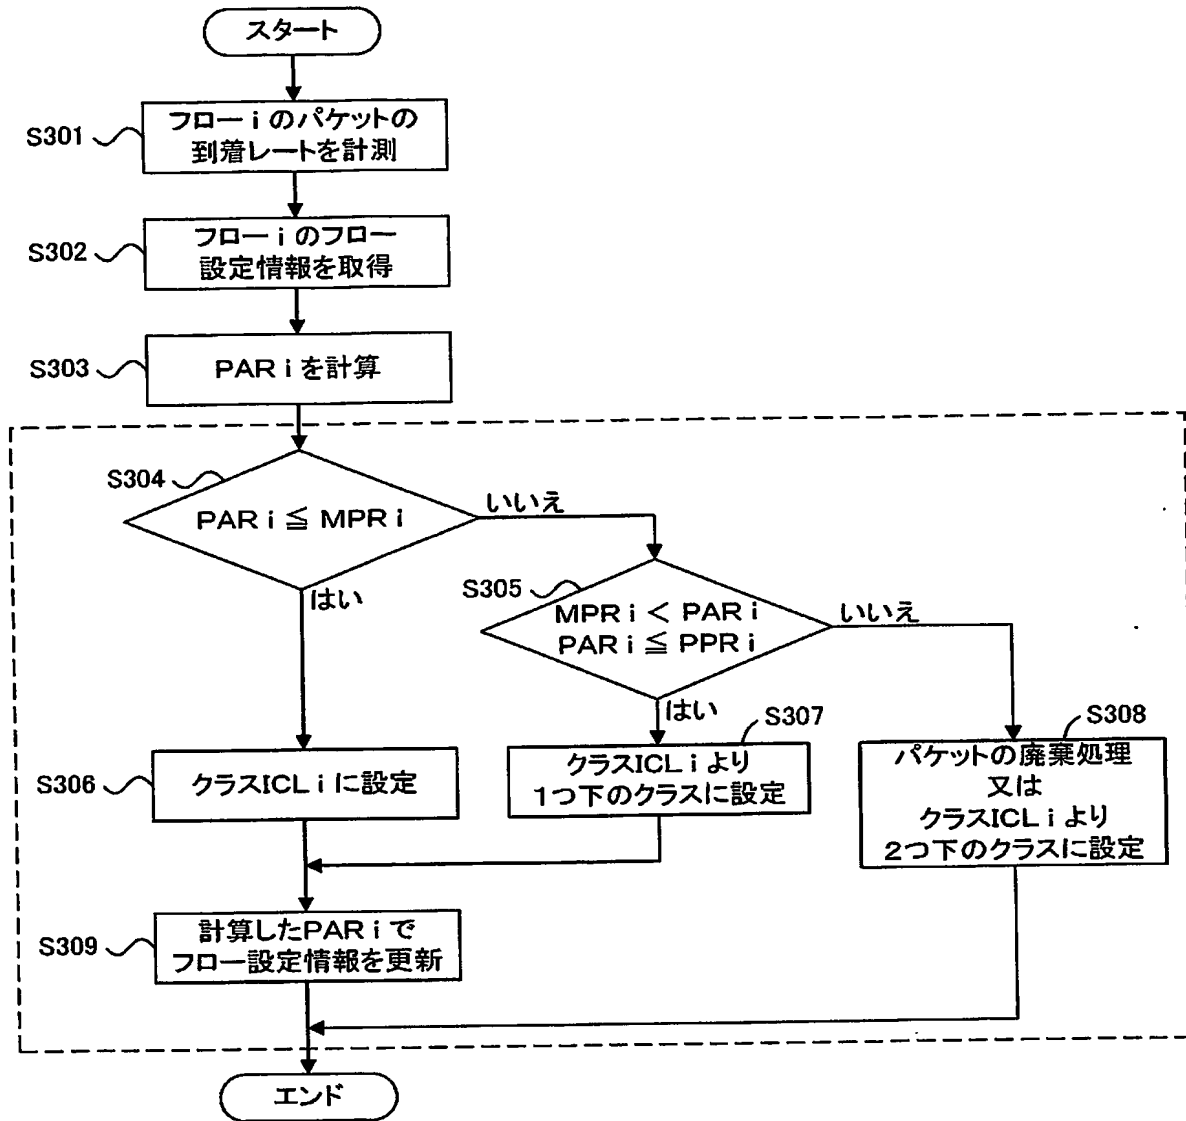 スタート
S301
フローiのパケットの
到着レートを計測
S302
フローiのフロー
設定情報を取得
S303
PARiを計算
S304
PARi≦MPRi
いいえ
はい
S305
MPRi<PARi
PARi≦PPRi
いいえ
はい
S306
クラスICLiに設定
S307
クラスICLiより
1つ下のクラスに設定
S308
パケットの廃棄処理
又は
クラスICLiより
2つ下のクラスに設定
S309
計算したPARiで
フロー設定情報を更新
エンド